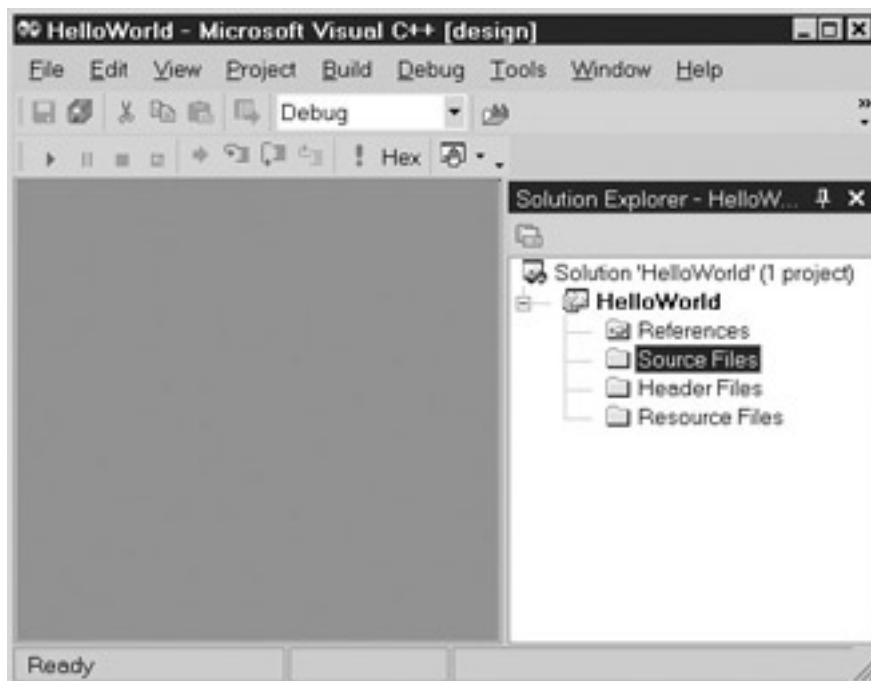 HelloWorld - Microsoft Visual C++ [design]
File Edit View Project Build Debug Tools Window Help
Debug
Hex
Solution Explorer - HelloW...
Solution 'HelloWorld' (1 project)
HelloWorld
References
Source Files
Header Files
Resource Files
Ready